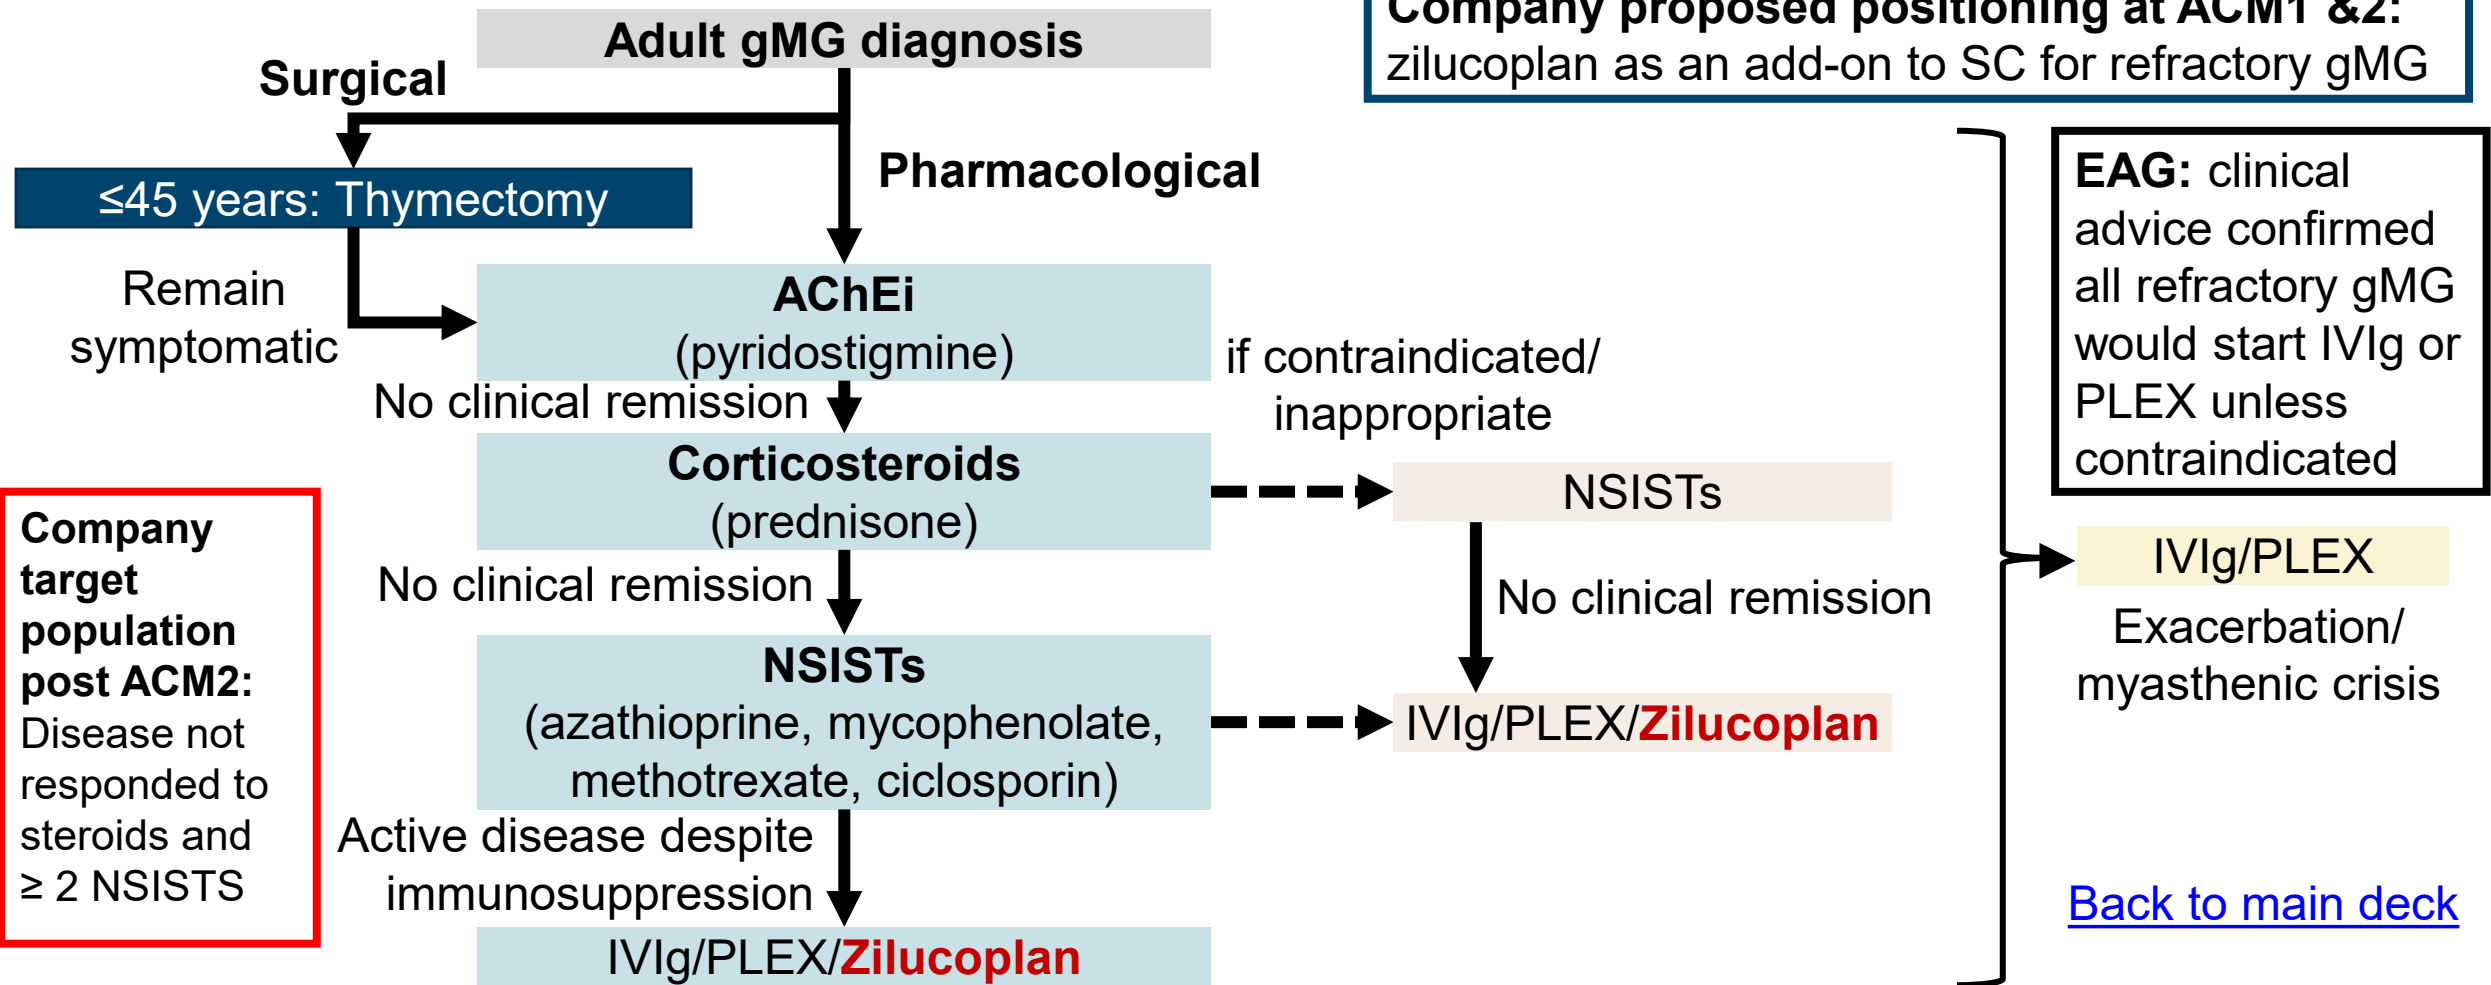 Adult gMG diagnosis
Company proposed positioning at ACM1 &2:
zilucoplan as an add-on to SC for refractory gMG
Surgical
Pharmacological
≤45 years: Thymectomy
Remain
symptomatic
AChEi
(pyridostigmine)
No clinical remission
if contraindicated/
inappropriate
Corticosteroids
(prednisone)
NSISTs
No clinical remission
No clinical remission
NSISTs
(azathioprine, mycophenolate,
methotrexate, ciclosporin)
IVIg/PLEX/Zilucoplan
Active disease despite
immunosuppression
IVIg/PLEX/Zilucoplan
Company
target
population
post ACM2:
Disease not
responded to
steroids and
≥ 2 NSISTS
EAG: clinical
advice confirmed
all refractory gMG
would start IVIg or
PLEX unless
contraindicated
IVIg/PLEX
Exacerbation/
myasthenic crisis
Back to main deck